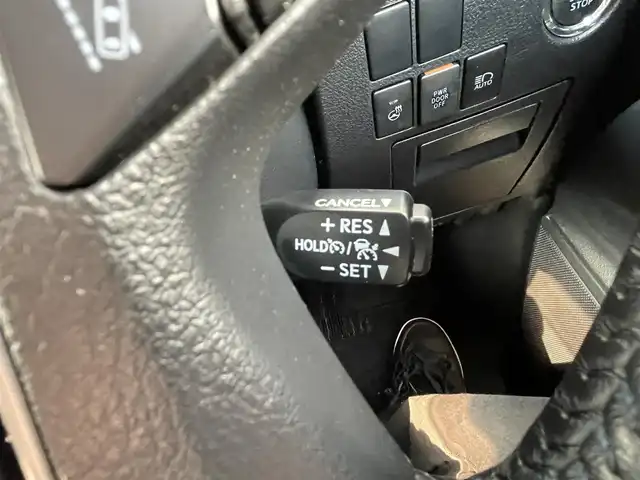 STOP
AUTO
PWR
DOOR
OFF
CANCEL▼
+ RES ▲
HOLD / ◀
− SET ▼